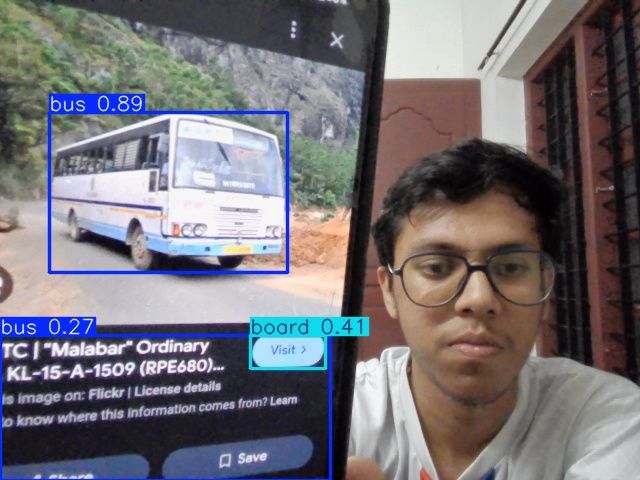 bus 0.89
bus 0.27
board 0.41
TC | "Malabar" Ordinary
KL-15-A-1509 (RPE680)...
Visit >
is image on: Flickr | License details
to know where this information comes from? Learn
Share
Save